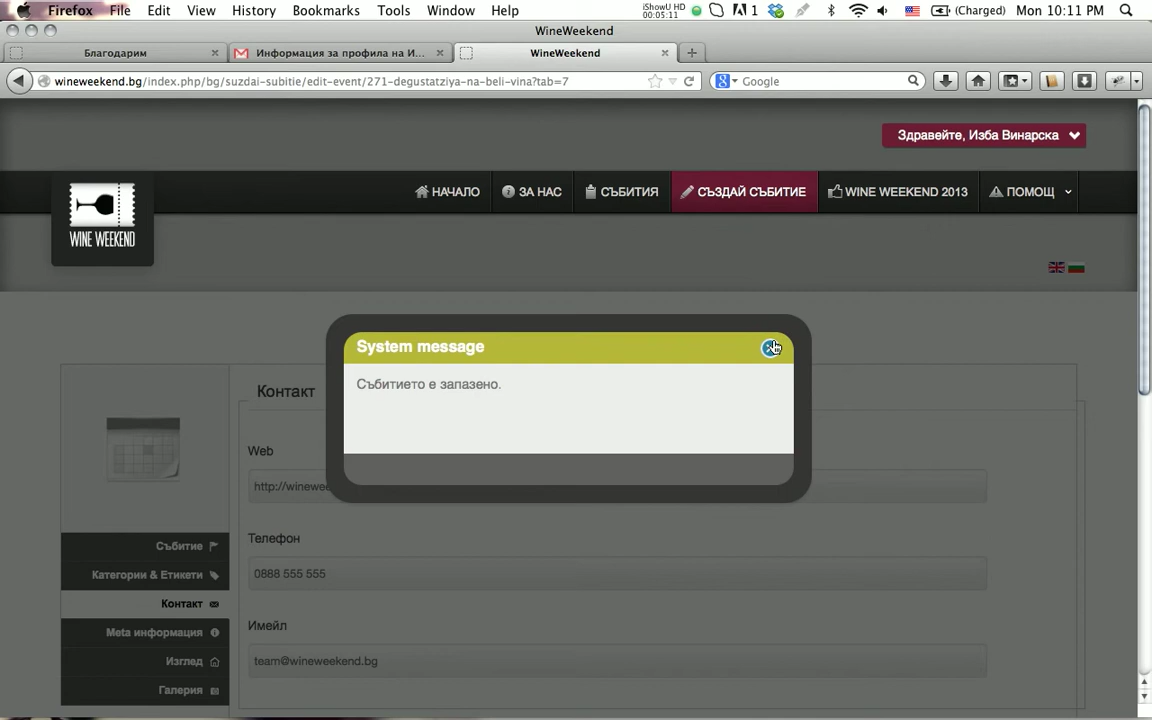 Firefox File Edit View History Bookmarks Tools Window Help iShowU HD 00:05:11 1 (Charged) Mon 10:11 PM
WineWeekend
Благодарим Информация за профила на И... WineWeekend
wineweekend.bg/index.php/bg/suzdai-subitie/edit-event/271-degustatziya-na-beli-vina?tab=7 Google
Здравейте, Изба Винарска
НАЧАЛО ЗА НАС СЪБИТИЯ СЪЗДАЙ СЪБИТИЕ WINE WEEKEND 2013 ПОМОЩ
WINE WEEKEND
System message
Събитието е запазено.
Контакт
Web
http://winewee
Телефон
0888 555 555
Имейл
team@wineweekend.bg
Събитие
Категории & Етикети
Контакт
Meta информация
Изглед
Галерия